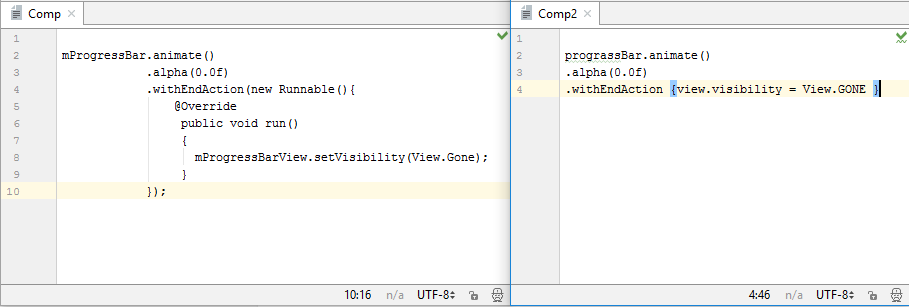 Comp
1
2 mProgressBar.animate()
3 .alpha(0.0f)
4 .withEndAction(new Runnable(){
5 @Override
6 public void run()
7 {
8 mProgressBarView.setVisibility(View.Gone);
9 }
10 });
10:16 n/a UTF-8
Comp2
1
2 prograssBar.animate()
3 .alpha(0.0f)
4 .withEndAction {view.visibility = View.GONE }
4:46 n/a UTF-8